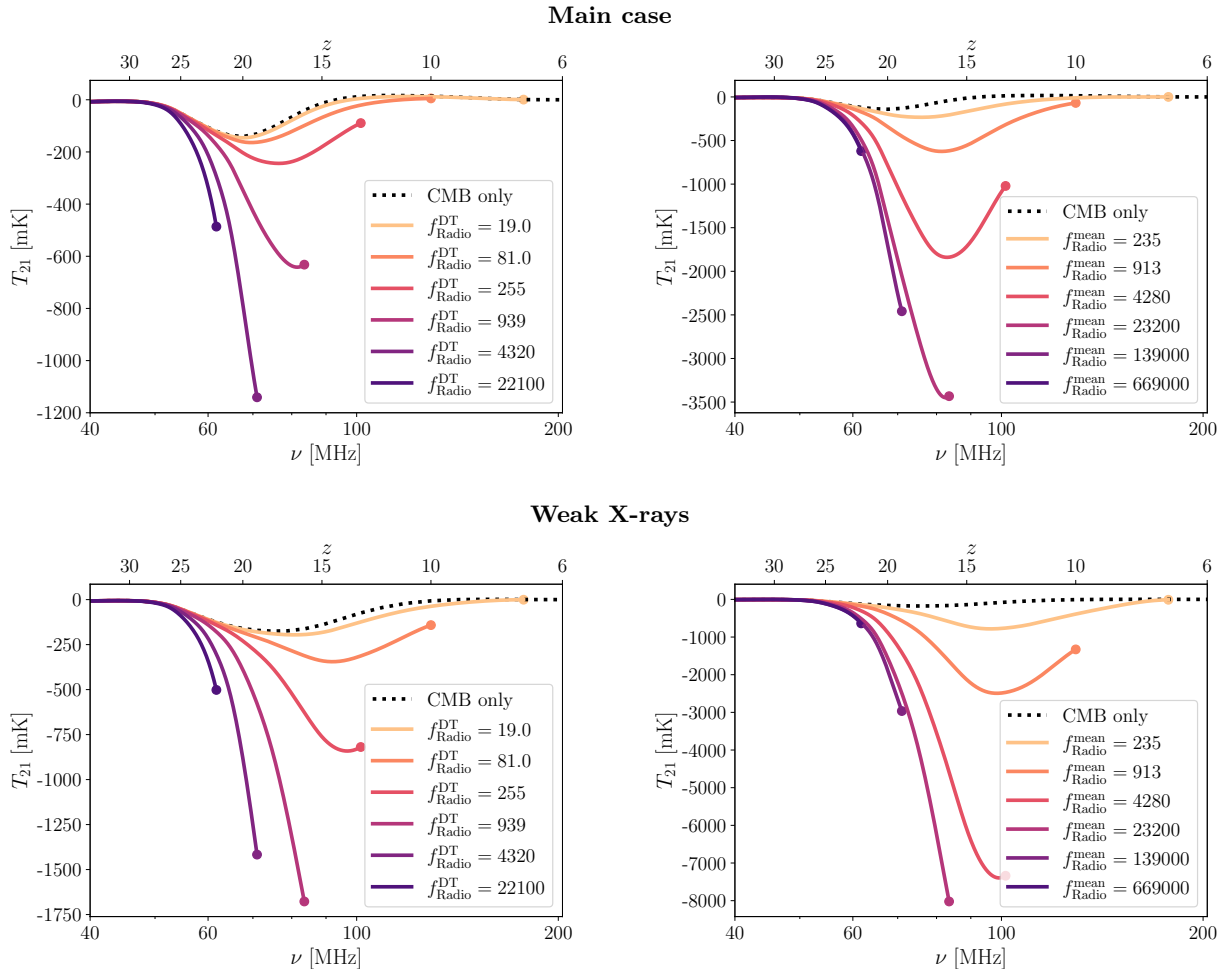 Main case
z
30 25 20 15 10 6
0
-200
-400
-600
-800
-1000
-1200
T₂₁ [mK]
CMB only
f^DT_Radio = 19.0
f^DT_Radio = 81.0
f^DT_Radio = 255
f^DT_Radio = 939
f^DT_Radio = 4320
f^DT_Radio = 22100
40 60 100 200
ν [MHz]
z
30 25 20 15 10 6
0
-500
-1000
-1500
-2000
-2500
-3000
-3500
T₂₁ [mK]
CMB only
f^mean_Radio = 235
f^mean_Radio = 913
f^mean_Radio = 4280
f^mean_Radio = 23200
f^mean_Radio = 139000
f^mean_Radio = 669000
40 60 100 200
ν [MHz]
Weak X-rays
z
30 25 20 15 10 6
0
-250
-500
-750
-1000
-1250
-1500
-1750
T₂₁ [mK]
CMB only
f^DT_Radio = 19.0
f^DT_Radio = 81.0
f^DT_Radio = 255
f^DT_Radio = 939
f^DT_Radio = 4320
f^DT_Radio = 22100
40 60 100 200
ν [MHz]
z
30 25 20 15 10 6
0
-1000
-2000
-3000
-4000
-5000
-6000
-7000
-8000
T₂₁ [mK]
CMB only
f^mean_Radio = 235
f^mean_Radio = 913
f^mean_Radio = 4280
f^mean_Radio = 23200
f^mean_Radio = 139000
f^mean_Radio = 669000
40 60 100 200
ν [MHz]